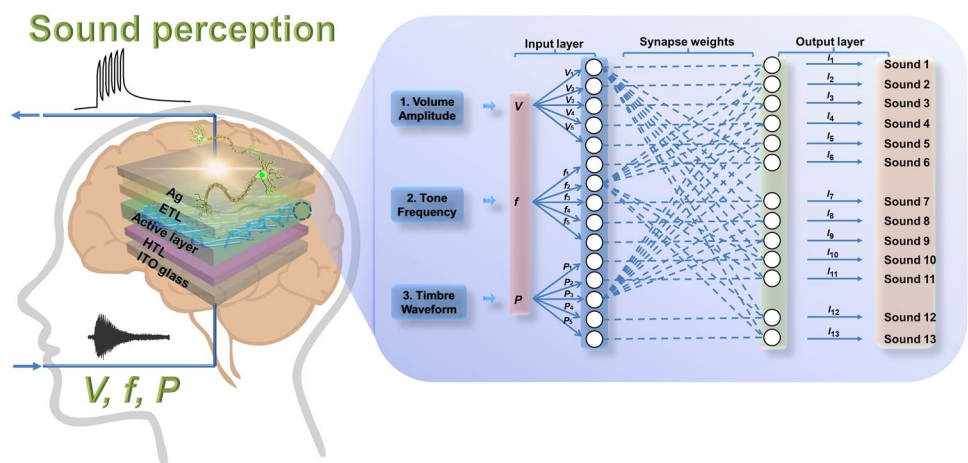 Sound perception
Ag
ETL
Active layer
HTL
ITO glass
V, f, P
Input layer
Synapse weights
Output layer
1. Volume
Amplitude
2. Tone
Frequency
3. Timbre
Waveform
V
f
P
V₁
V₂
V₃
V₄
V₅
f₁
f₂
f₃
f₄
f₅
P₁
P₂
P₃
P₄
P₅
I₁ Sound 1
I₂ Sound 2
I₃ Sound 3
I₄ Sound 4
I₅ Sound 5
I₆ Sound 6
I₇ Sound 7
I₈ Sound 8
I₉ Sound 9
I₁₀ Sound 10
I₁₁ Sound 11
I₁₂ Sound 12
I₁₃ Sound 13